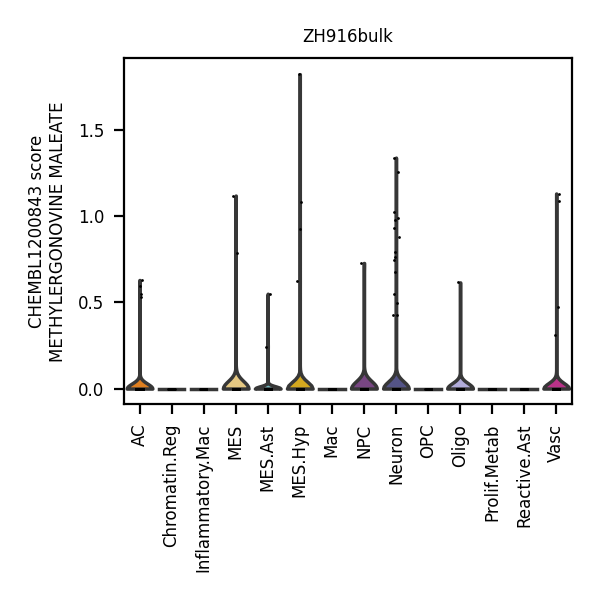 ZH916bulk
CHEMBL1200843 score
METHYLERGONOVINE MALEATE
1.5
1.0
0.5
0.0
AC
Chromatin.Reg
Inflammatory.Mac
MES
MES.Ast
MES.Hyp
Mac
NPC
Neuron
OPC
Oligo
Prolif.Metab
Reactive.Ast
Vasc